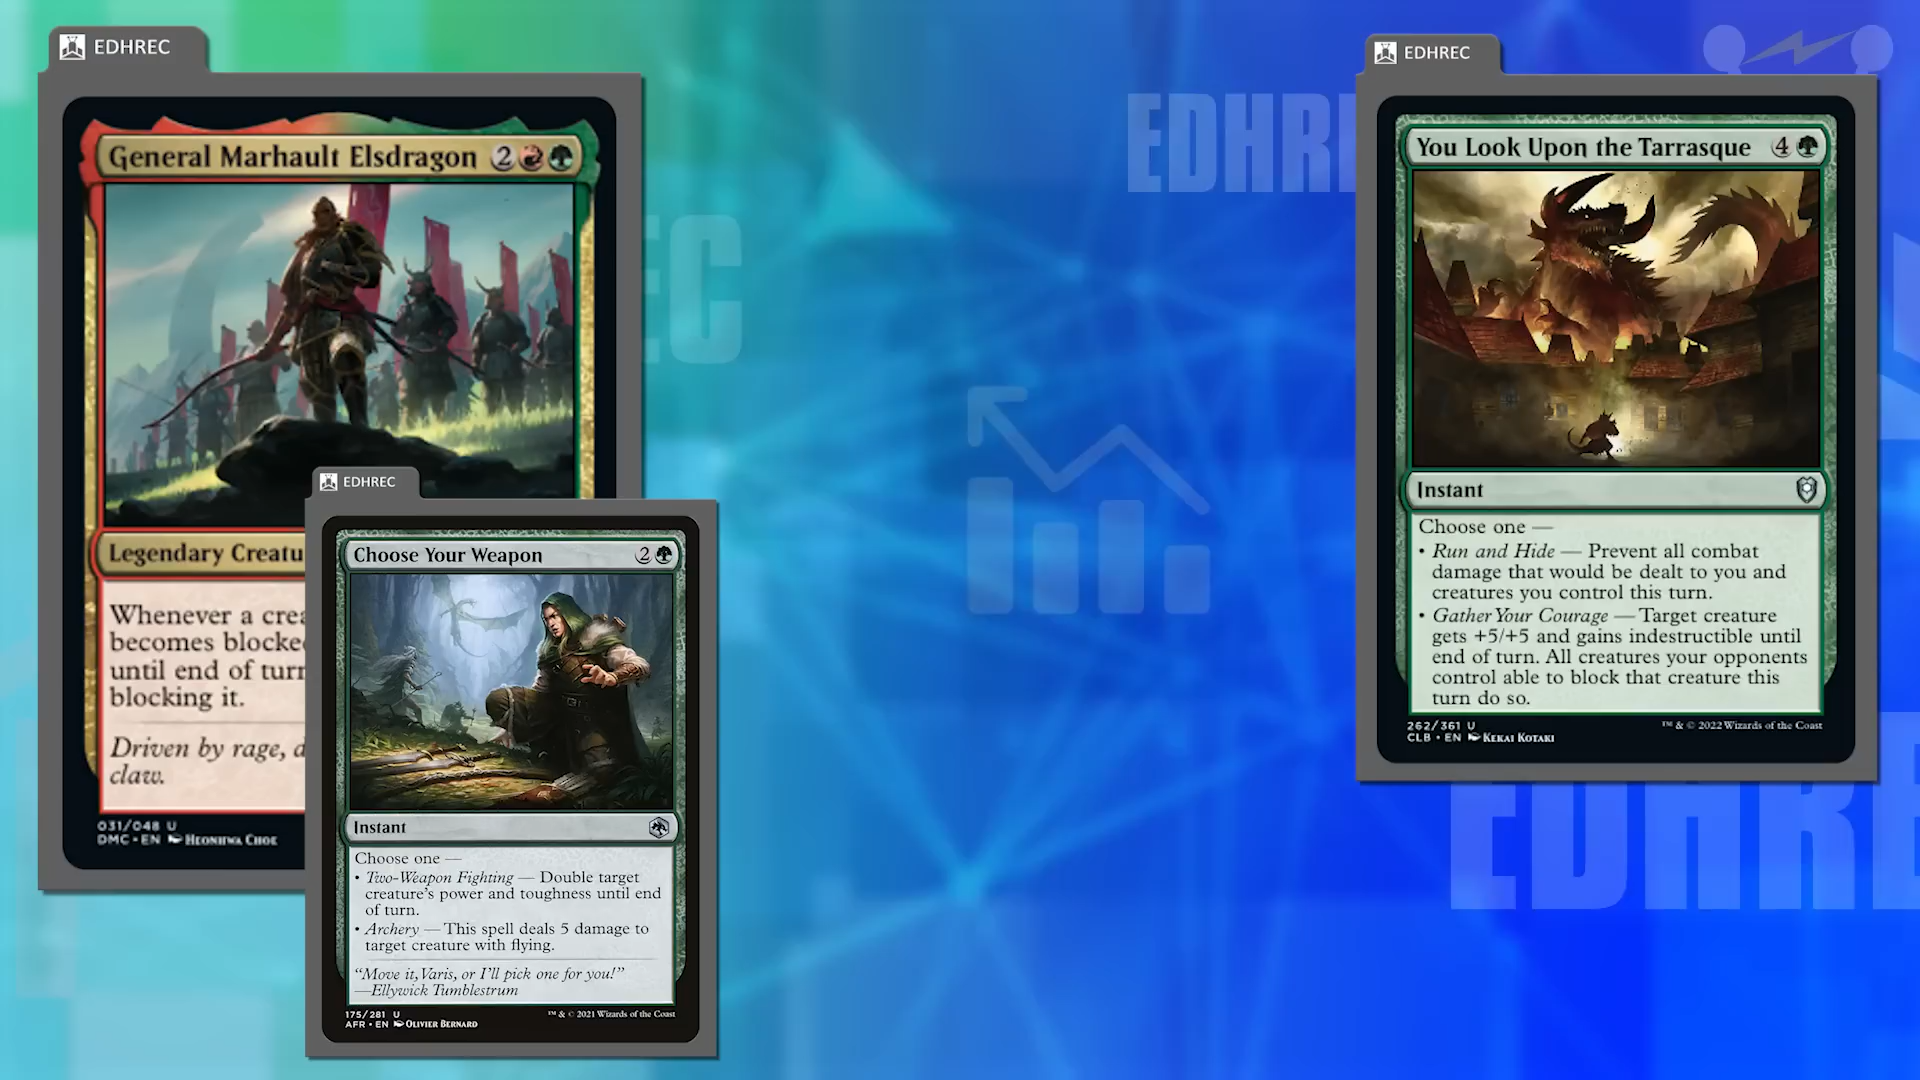 EDHREC
General Marhault Elsdragon 2
Legendary Creatu
Whenever a crea
becomes blocked
until end of turn
blocking it.
Driven by rage, d
claw.
031/048 U
DMC • EN HEONHWA CHOE
EDHREC
Choose Your Weapon 2
Instant
Choose one —
• Two-Weapon Fighting — Double target
creature's power and toughness until end
of turn.
• Archery — This spell deals 5 damage to
target creature with flying.
"Move it, Varis, or I'll pick one for you!"
—Ellywick Tumblestrum
175/281 U
AFR • EN OLIVIER BERNARD
™ & © 2021 Wizards of the Coast
EDHREC
You Look Upon the Tarrasque 4
Instant
Choose one —
• Run and Hide — Prevent all combat
damage that would be dealt to you and
creatures you control this turn.
• Gather Your Courage — Target creature
gets +5/+5 and gains indestructible until
end of turn. All creatures your opponents
control able to block that creature this
turn do so.
262/361 U
CLB • EN KEKAI KOTAKI
™ & © 2022 Wizards of the Coast
EDHRE
EC
EDHRE